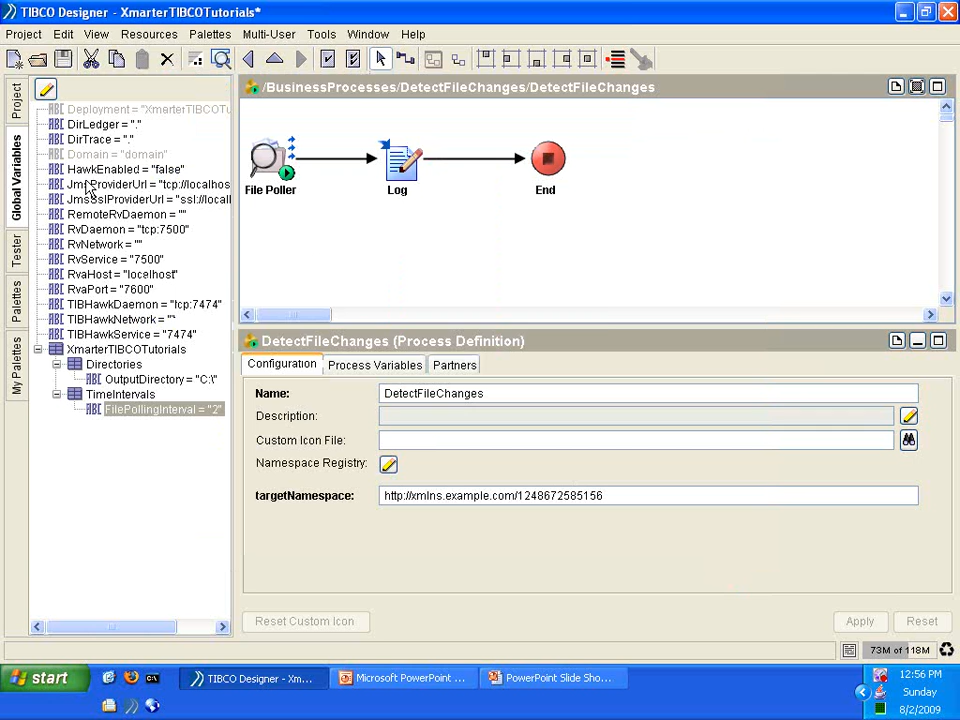 TIBCO Designer - XmarterTIBCOTutorials*
Project Edit View Resources Palettes Multi-User Tools Window Help
Project
Global Variables
Tester
Palettes
My Palettes
Deployment = "XmarterTIBCOTu
DirLedger = "."
DirTrace = "."
Domain = "domain"
HawkEnabled = "false"
JmsProviderUrl = "tcp://localhos
JmsSslProviderUrl = "ssl://locall
RemoteRvDaemon = ""
RvDaemon = "tcp:7500"
RvNetwork = ""
RvService = "7500"
RvaHost = "localhost"
RvaPort = "7600"
TIBHawkDaemon = "tcp:7474"
TIBHawkNetwork = ""
TIBHawkService = "7474"
XmarterTIBCOTutorials
Directories
OutputDirectory = "C:\"
TimeIntervals
FilePollingInterval = "2"
/BusinessProcesses/DetectFileChanges/DetectFileChanges
File Poller
Log
End
DetectFileChanges (Process Definition)
Configuration Process Variables Partners
Name: DetectFileChanges
Description:
Custom Icon File:
Namespace Registry:
targetNamespace: http://xmlns.example.com/1248672585156
Reset Custom Icon Apply Reset
73M of 118M
start
TIBCO Designer - Xm...
Microsoft PowerPoint ...
PowerPoint Slide Sho...
12:56 PM
Sunday
8/2/2009